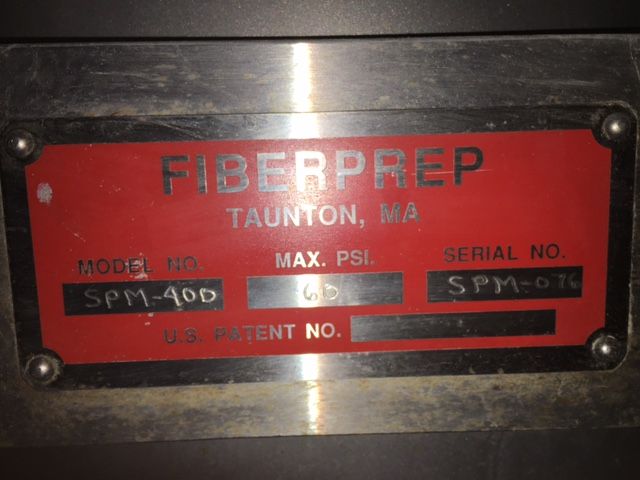 FIBERPREP
TAUNTON, MA
MODEL NO. MAX. PSI. SERIAL NO.
SPM-400 60 SPM-076
U.S. PATENT NO.